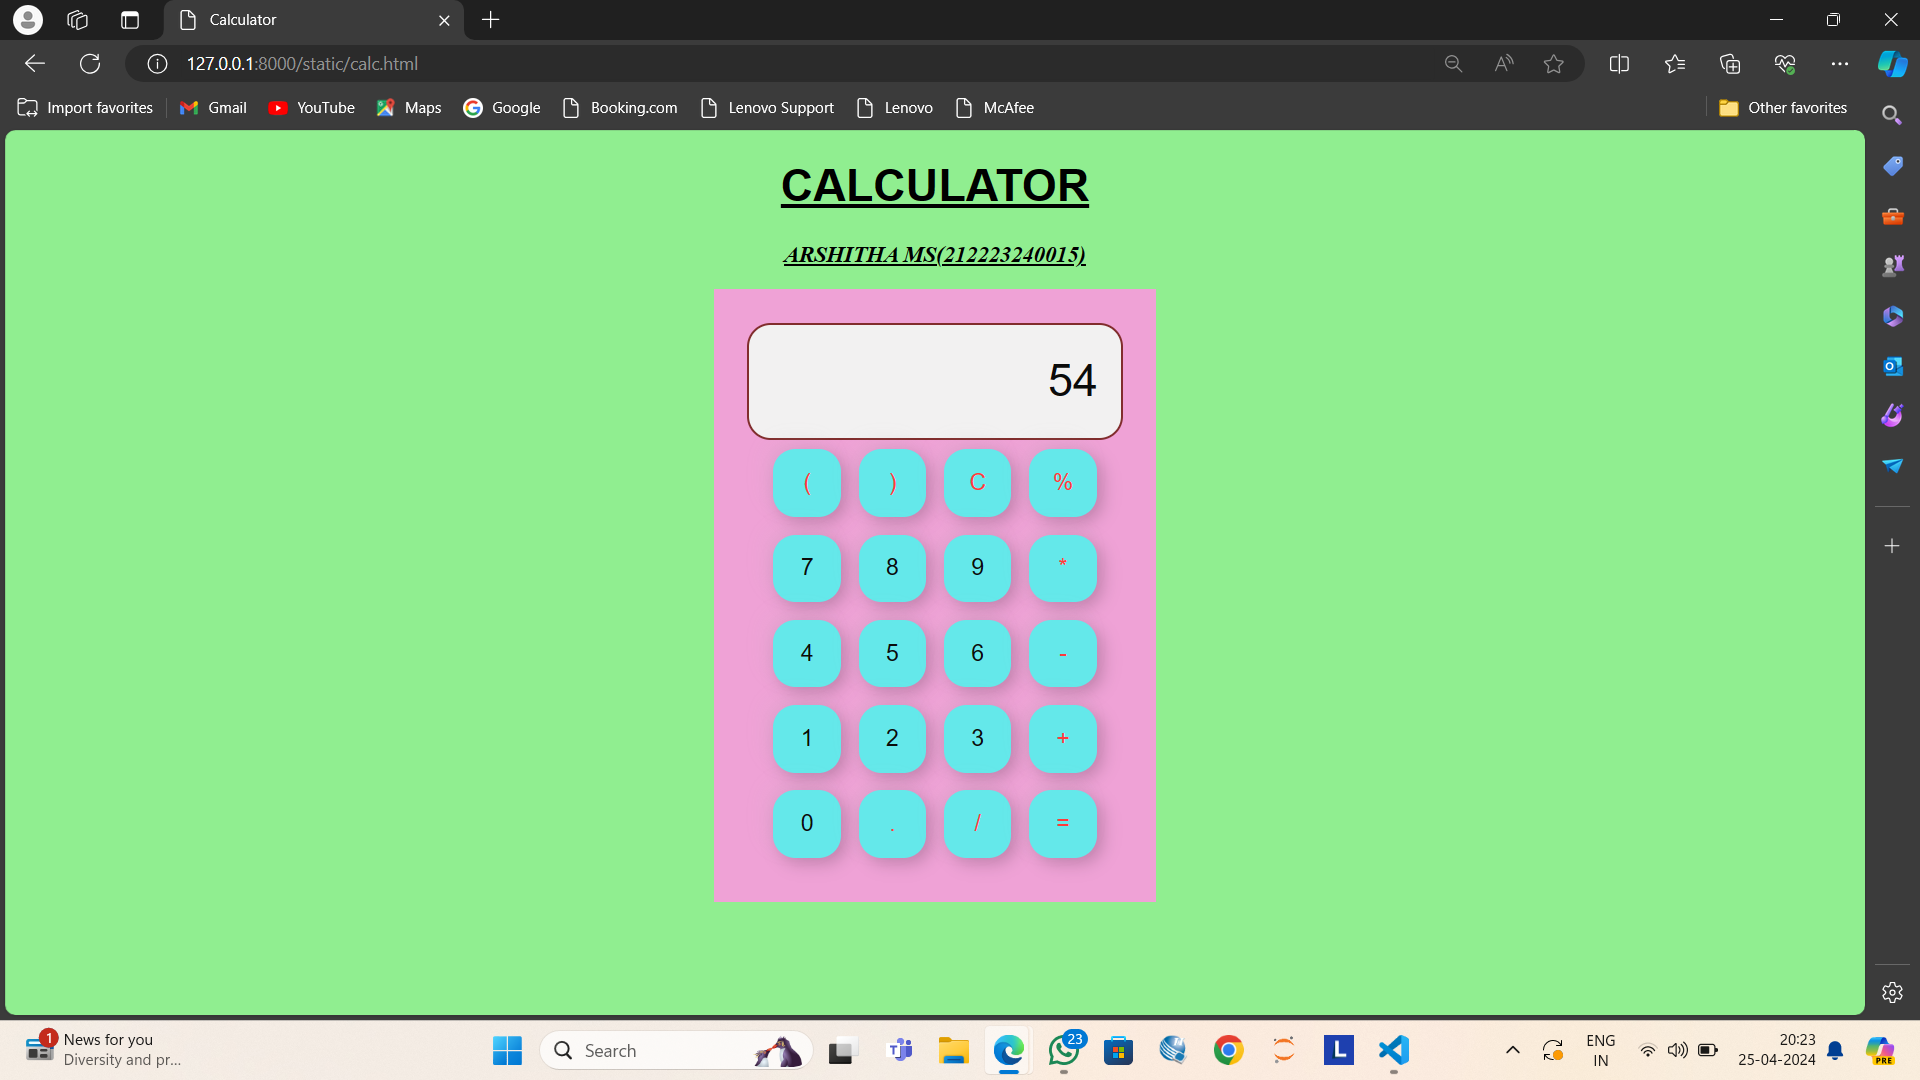 Calculator
127.0.0.1:8000/static/calc.html
Import favorites Gmail YouTube Maps Google Booking.com Lenovo Support Lenovo McAfee Other favorites
CALCULATOR
ARSHITHA MS(212223240015)
54
( ) C %
7 8 9 *
4 5 6 -
1 2 3 +
0 . / =
1 News for you
Diversity and pr...
Search
23
L
ENG
IN
20:23
25-04-2024
PRE